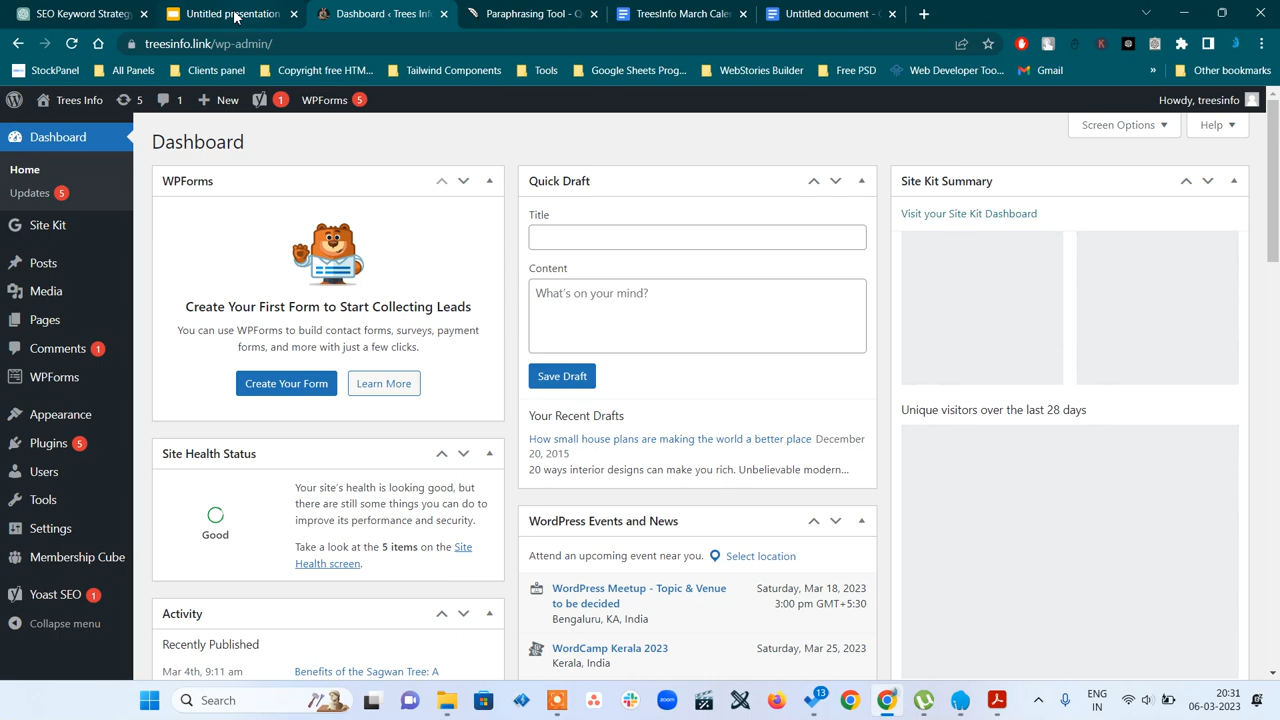 SEO Keyword Strateg
Untitled presentation
Dashboard ‹ Trees Info
Paraphrasing Tool - Q
TreesInfo March Caler
Untitled document - G
treesinfo.link/wp-admin/
StockPanel
All Panels
Clients panel
Copyright free HTM...
Tailwind Components
Tools
Google Sheets Prog...
WebStories Builder
Free PSD
Web Developer Too...
Gmail
»
Other bookmarks
Trees Info
5
1
New
1
WPForms 5
Howdy, treesinfo
Dashboard
Home
Updates 5
Site Kit
Posts
Media
Pages
Comments 1
WPForms
Appearance
Plugins 5
Users
Tools
Settings
Membership Cube
Yoast SEO 1
Collapse menu
Screen Options
Help
Dashboard
WPForms
Create Your First Form to Start Collecting Leads
You can use WPForms to build contact forms, surveys, payment
forms, and more with just a few clicks.
Create Your Form
Learn More
Site Health Status
Good
Your site's health is looking good, but
there are still some things you can do to
improve its performance and security.
Take a look at the 5 items on the Site
Health screen.
Activity
Recently Published
Mar 4th, 9:11 am
Benefits of the Sagwan Tree: A
Quick Draft
Title
Content
What's on your mind?
Save Draft
Your Recent Drafts
How small house plans are making the world a better place December
20, 2015
20 ways interior designs can make you rich. Unbelievable modern...
WordPress Events and News
Attend an upcoming event near you.
Select location
WordPress Meetup - Topic & Venue
to be decided
Bengaluru, KA, India
Saturday, Mar 18, 2023
3:00 pm GMT+5:30
WordCamp Kerala 2023
Kerala, India
Saturday, Mar 25, 2023
Site Kit Summary
Visit your Site Kit Dashboard
Unique visitors over the last 28 days
Search
13
ENG
IN
20:31
06-03-2023